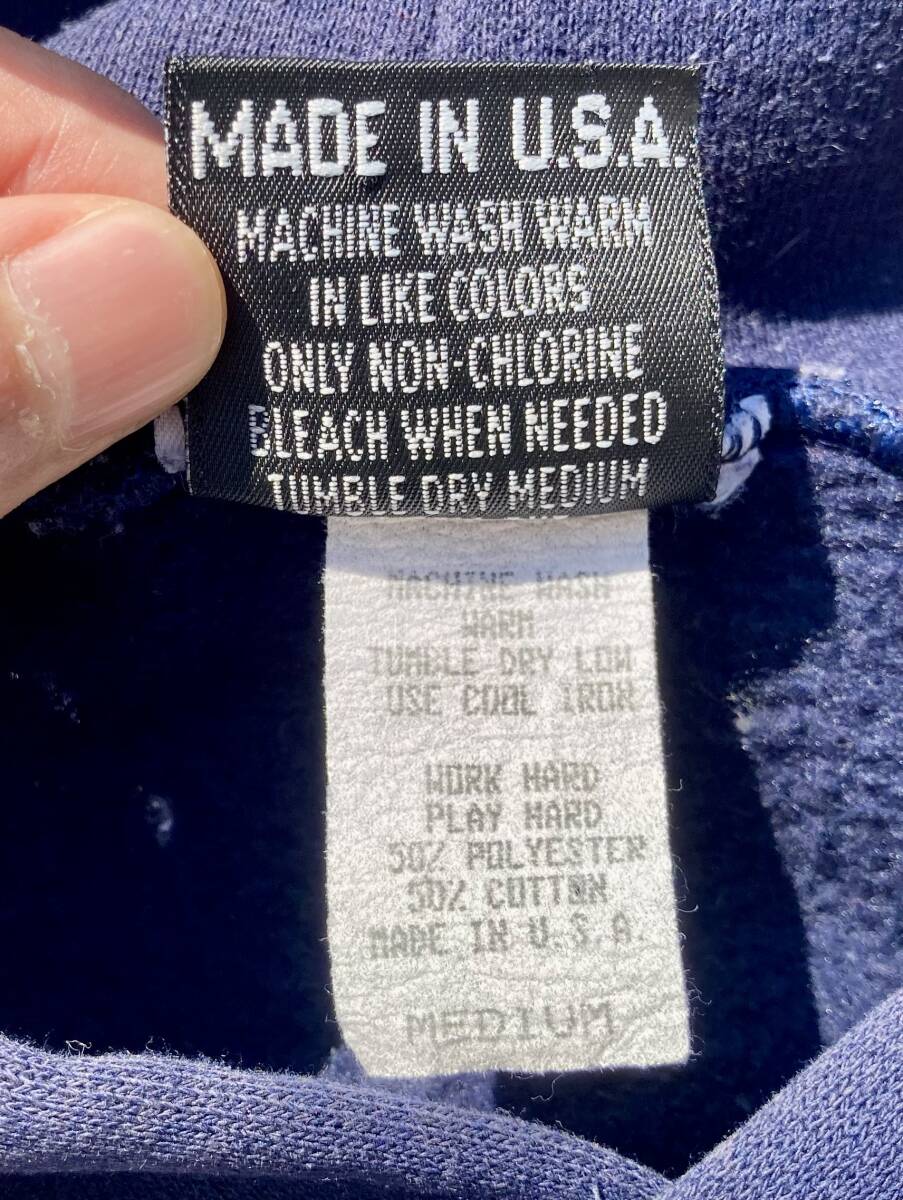 MADE IN U.S.A.
MACHINE WASH WARM
IN LIKE COLORS
ONLY NON-CHLORINE
BLEACH WHEN NEEDED
TUMBLE DRY MEDIUM
MACHINE WASH
WARM
TUMBLE DRY LOW
USE COOL IRON
WORK HARD
PLAY HARD
50% POLYESTER
50% COTTON
MADE IN U.S.A.
MEDIUM